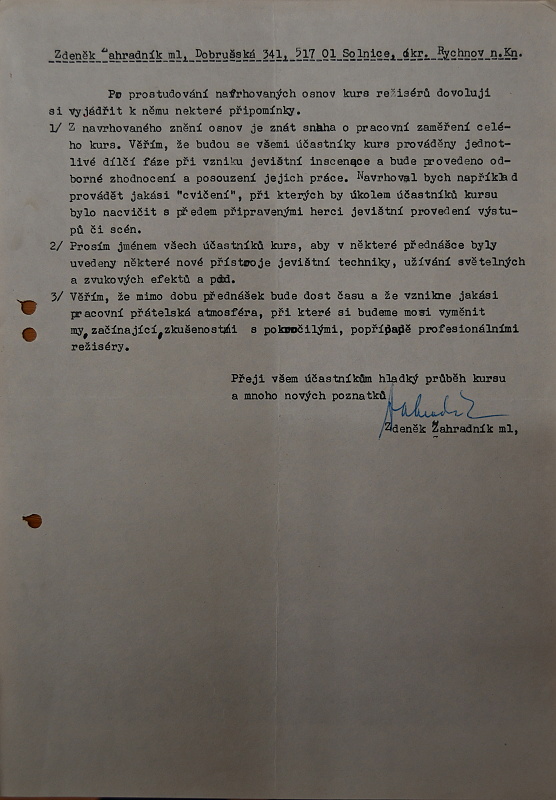 Zdeněk Zahradník ml, Dobrušská 341, 517 01 Solnice, okr. Rychnov n.Kn.
Po prostudování nafrhovaných osnov kurs režisérů dovoluji
si vyjádřit k němu některé připomínky.
1/ Z navrhovaného znění osnov je znát snaha o pracovní zaměření celé-
ho kurs. Věřím, že budou se všemi účastníky kurs prováděny jednot-
livé dílčí fáze při vzniku jevištní inscenace a bude provedeno od-
borné zhodnocení a posouzení jejich práce. Navrhoval bych například
provádět jakási "cvičení", při kterých by úkolem účastníků kursu
bylo nacvičit s předem připravenými herci jevištní provedení výstu-
pů či scén.
2/ Prosím jménem všech účastníků kurs, aby v některé přednášce byly
uvedeny některé nové přístroje jevištní techniky, užívání světelných
a zvukových efektů a pod.
3/ Věřím, že mimo dobu přednášek bude dost času a že vznikne jakási
pracovní přátelská atmosféra, při které si budeme moci vyměnit
my, začínající, zkušenosti s pokročilými, popřípadě profesionálními
režiséry.
Přeji všem účastníkům hladký průběh kursu
a mnoho nových poznatků
Zahradník
Zdeněk Zahradník ml,